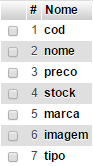 # Nome
1 cod
2 nome
3 preco
4 stock
5 marca
6 imagem
7 tipo